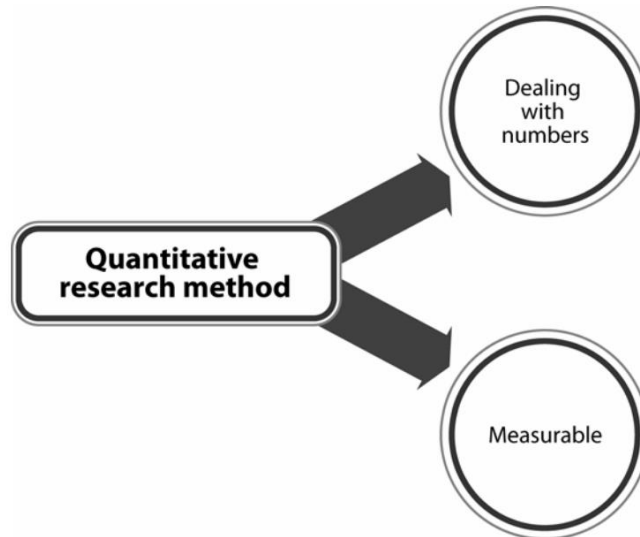 Dealing
with
numbers
Quantitative
research method
Measurable